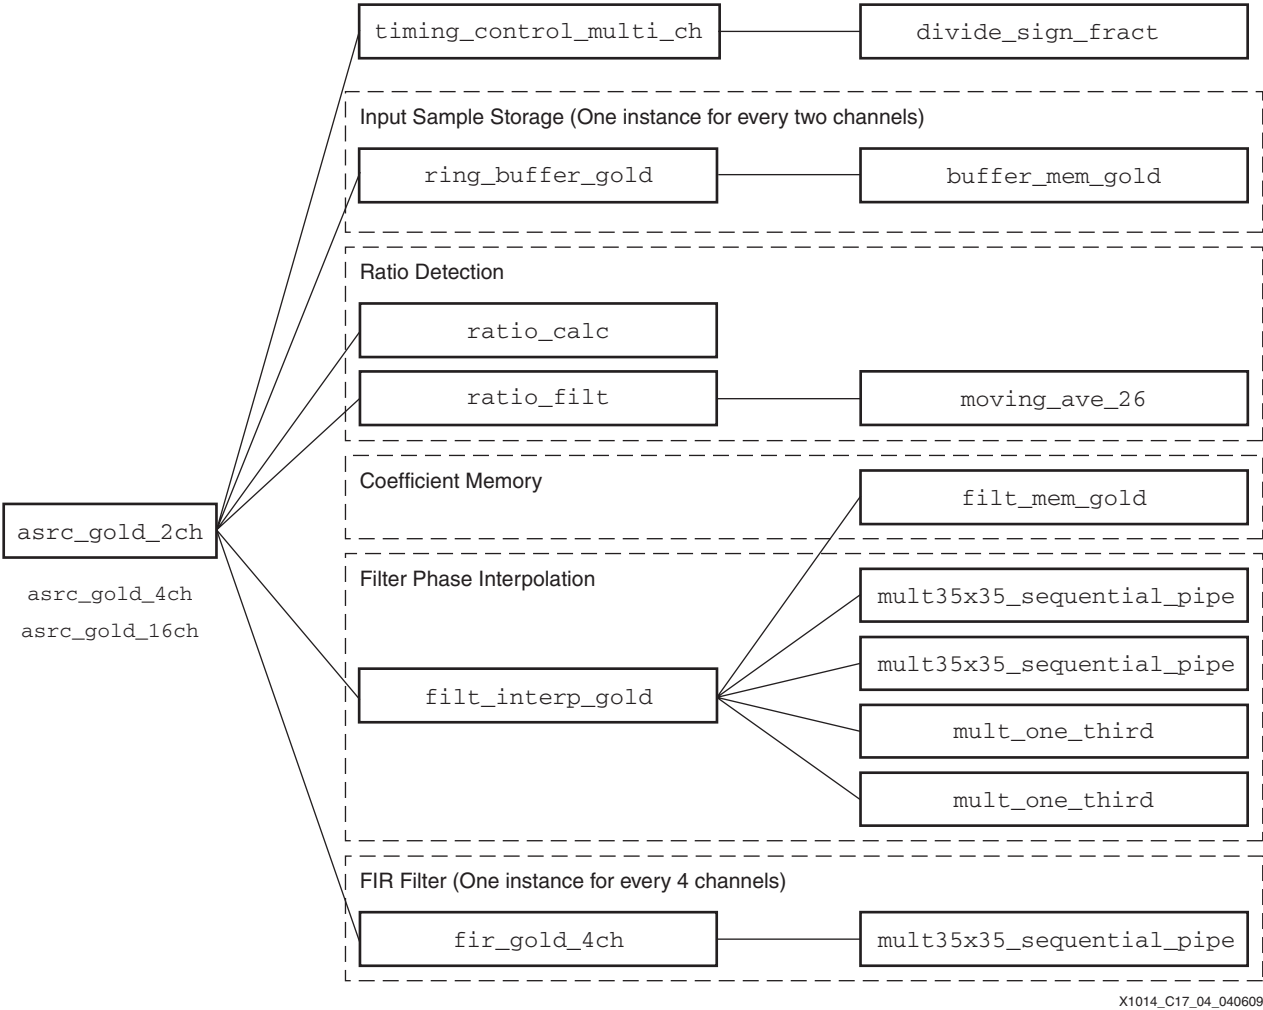 timing_control_multi_ch
divide_sign_fract
Input Sample Storage (One instance for every two channels)
ring_buffer_gold
buffer_mem_gold
Ratio Detection
ratio_calc
ratio_filt
moving_ave_26
Coefficient Memory
filt_mem_gold
asrc_gold_2ch
asrc_gold_4ch
asrc_gold_16ch
Filter Phase Interpolation
mult35x35_sequential_pipe
mult35x35_sequential_pipe
filt_interp_gold
mult_one_third
mult_one_third
FIR Filter (One instance for every 4 channels)
fir_gold_4ch
mult35x35_sequential_pipe
X1014_C17_04_040609